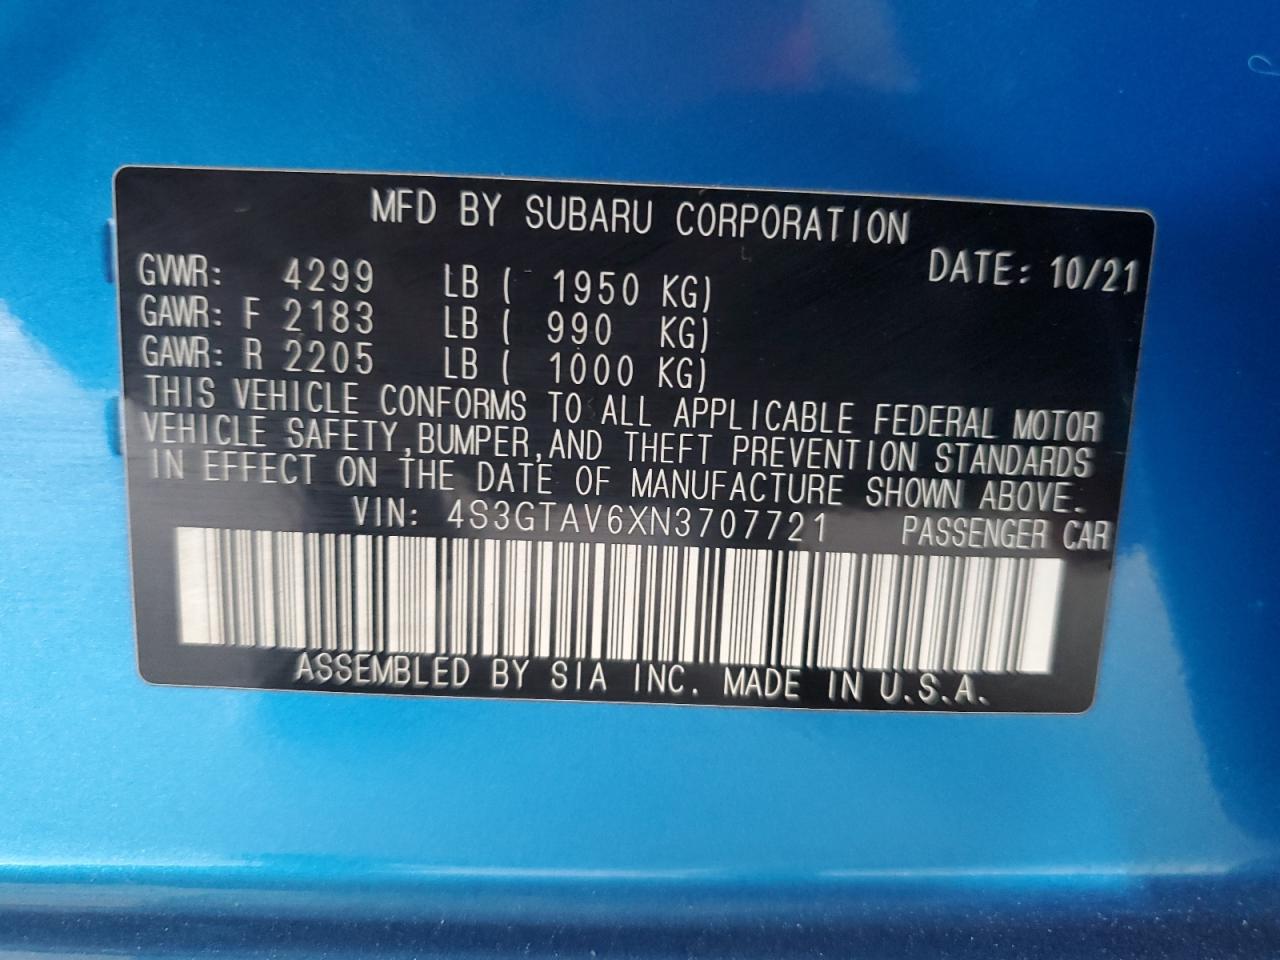 MFD BY SUBARU CORPORATION
DATE: 10/21
GVWR: 4299 LB ( 1950 KG)
GAWR: F 2183 LB ( 990 KG)
GAWR: R 2205 LB ( 1000 KG)
THIS VEHICLE CONFORMS TO ALL APPLICABLE FEDERAL MOTOR
VEHICLE SAFETY,BUMPER,AND THEFT PREVENTION STANDARDS
IN EFFECT ON THE DATE OF MANUFACTURE SHOWN ABOVE.
VIN: 4S3GTAV6XN3707721 PASSENGER CAR
ASSEMBLED BY SIA INC. MADE IN U.S.A.